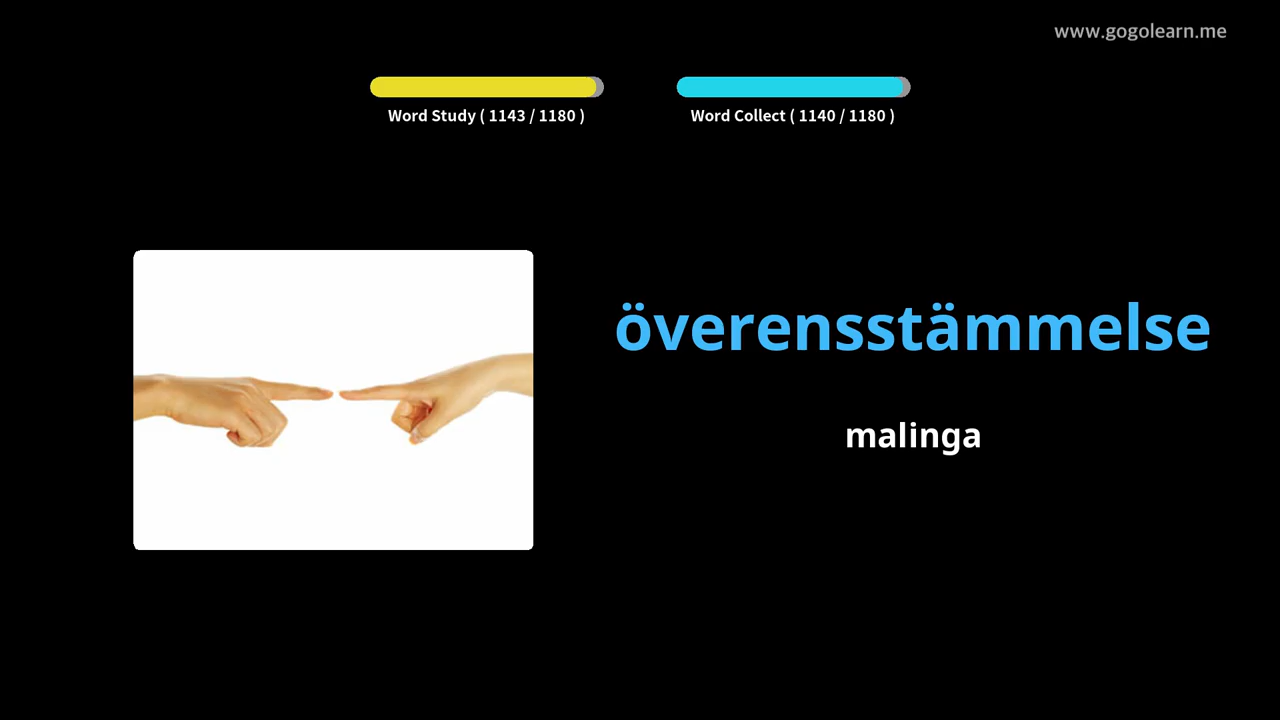 www.gogolearn.me
Word Study ( 1143 / 1180 )
Word Collect ( 1140 / 1180 )
överensstämmelse
malinga